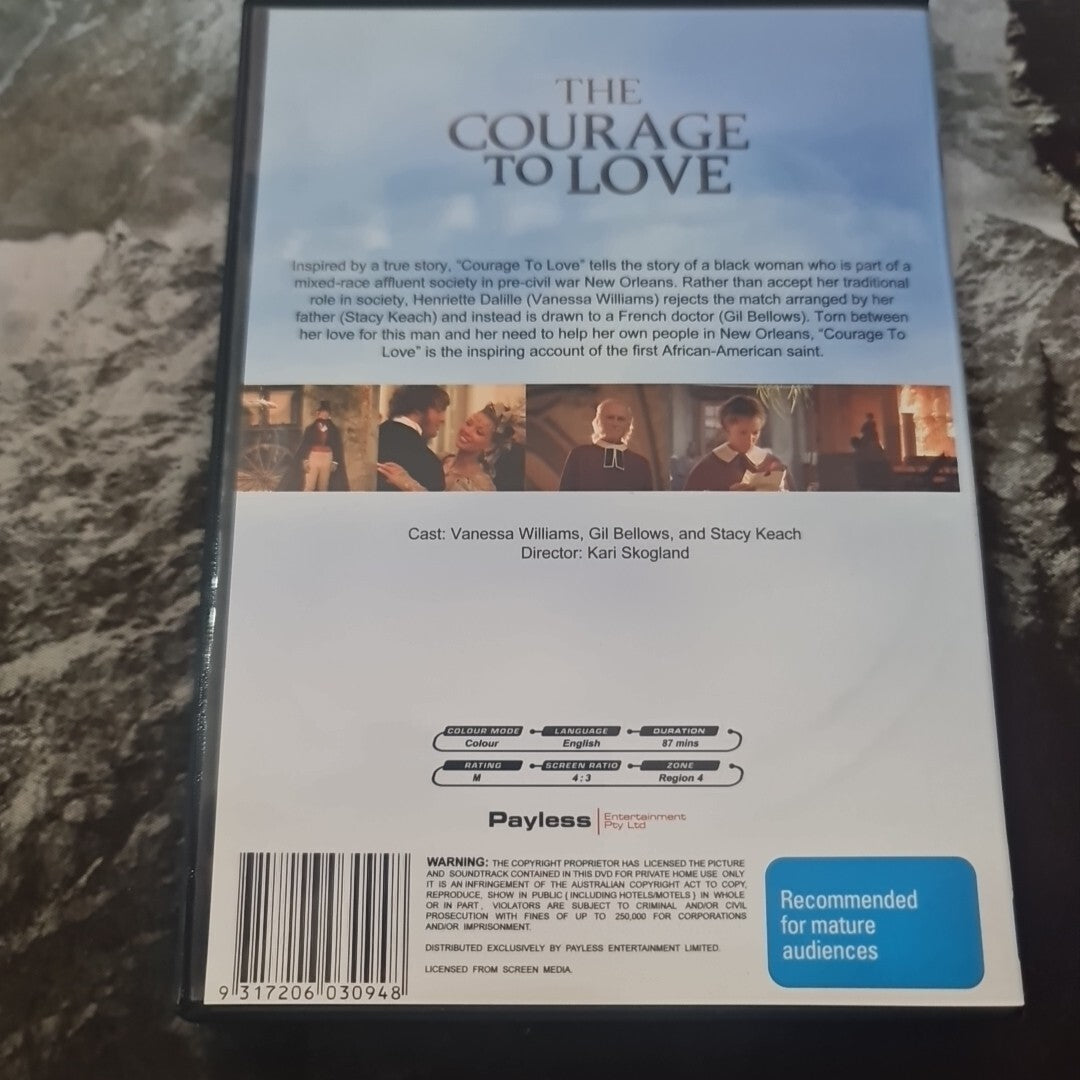 THE
COURAGE
TO LOVE
Inspired by a true story, "Courage To Love" tells the story of a black woman who is part of a
mixed-race affluent society in pre-civil war New Orleans. Rather than accept her traditional
role in society, Henriette Dalille (Vanessa Williams) rejects the match arranged by her
father (Stacy Keach) and instead is drawn to a French doctor (Gil Bellows). Torn between
her love for this man and her need to help her own people in New Orleans, "Courage To
Love" is the inspiring account of the first African-American saint.
Cast: Vanessa Williams, Gil Bellows, and Stacy Keach
Director: Kari Skogland
COLOUR MODE LANGUAGE DURATION
Colour English 87 mins
RATING SCREEN RATIO ZONE
M 4:3 Region 4
Payless Entertainment
Pty Ltd
WARNING: THE COPYRIGHT PROPRIETOR HAS LICENSED THE PICTURE
AND SOUNDTRACK CONTAINED IN THIS DVD FOR PRIVATE HOME USE ONLY
IT IS AN INFRINGEMENT OF THE AUSTRALIAN COPYRIGHT ACT TO COPY,
REPRODUCE, SHOW IN PUBLIC (INCLUDING HOTELS/MOTELS) IN WHOLE
OR IN PART, VIOLATORS ARE SUBJECT TO CRIMINAL AND/OR CIVIL
PROSECUTION WITH FINES OF UP TO 250,000 FOR CORPORATIONS
AND/OR IMPRISONMENT.
DISTRIBUTED EXCLUSIVELY BY PAYLESS ENTERTAINMENT LIMITED.
LICENSED FROM SCREEN MEDIA.
9 317206 030948
Recommended
for mature
audiences